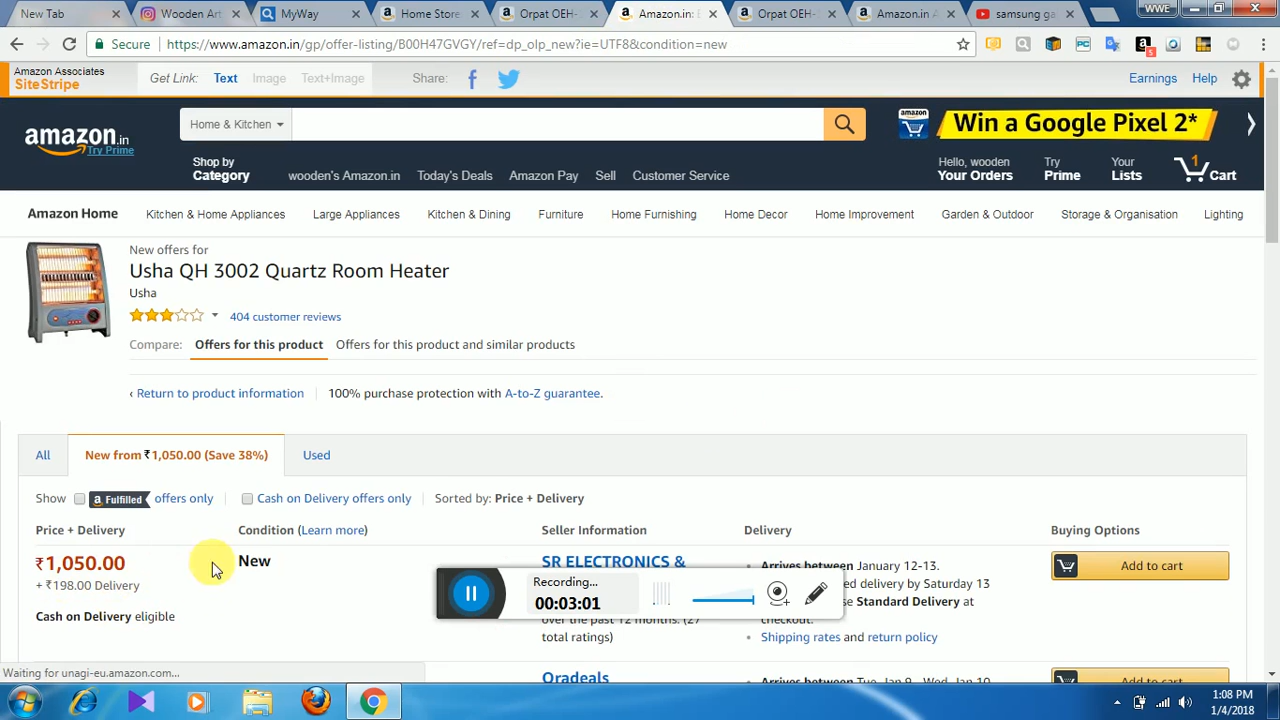 New Tab
Wooden Art
MyWay
Home Store
Orpat OEH-
Amazon.in: E
Orpat OEH-
Amazon.in A
samsung ga
WWE
Secure
https://www.amazon.in/gp/offer-listing/B00H47GVGY/ref=dp_olp_new?ie=UTF8&condition=new
PC
5
Amazon Associates
SiteStripe
Get Link:
Text
Image
Text+Image
Share:
Earnings
Help
amazon.in
Try Prime
Home & Kitchen
amazon
Win a Google Pixel 2*
Shop by
Category
wooden's Amazon.in
Today's Deals
Amazon Pay
Sell
Customer Service
Hello, wooden
Your Orders
Try
Prime
Your
Lists
1
Cart
Amazon Home
Kitchen & Home Appliances
Large Appliances
Kitchen & Dining
Furniture
Home Furnishing
Home Decor
Home Improvement
Garden & Outdoor
Storage & Organisation
Lighting
New offers for
Usha QH 3002 Quartz Room Heater
Usha
404 customer reviews
Compare:
Offers for this product
Offers for this product and similar products
‹ Return to product information
100% purchase protection with A-to-Z guarantee.
All
New from ₹1,050.00 (Save 38%)
Used
Show
a Fulfilled
offers only
Cash on Delivery offers only
Sorted by: Price + Delivery
Price + Delivery
Condition (Learn more)
Seller Information
Delivery
Buying Options
₹1,050.00
+ ₹198.00 Delivery
Cash on Delivery eligible
New
SR ELECTRONICS &
over the past 12 months. (27
total ratings)
Arrives between January 12-13.
delivery by Saturday 13
Standard Delivery at
checkout.
Shipping rates and return policy
Add to cart
Recording...
00:03:01
Oradeals
Arrives between Tue, Jan 9 - Wed, Jan 10
Add to cart
Waiting for unagi-eu.amazon.com...
1:08 PM
1/4/2018